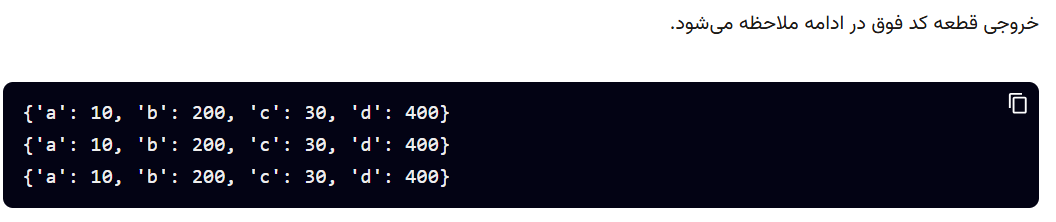 خروجی قطعه کد فوق در ادامه ملاحظه می‌شود.
{'a': 10, 'b': 200, 'c': 30, 'd': 400}
{'a': 10, 'b': 200, 'c': 30, 'd': 400}
{'a': 10, 'b': 200, 'c': 30, 'd': 400}